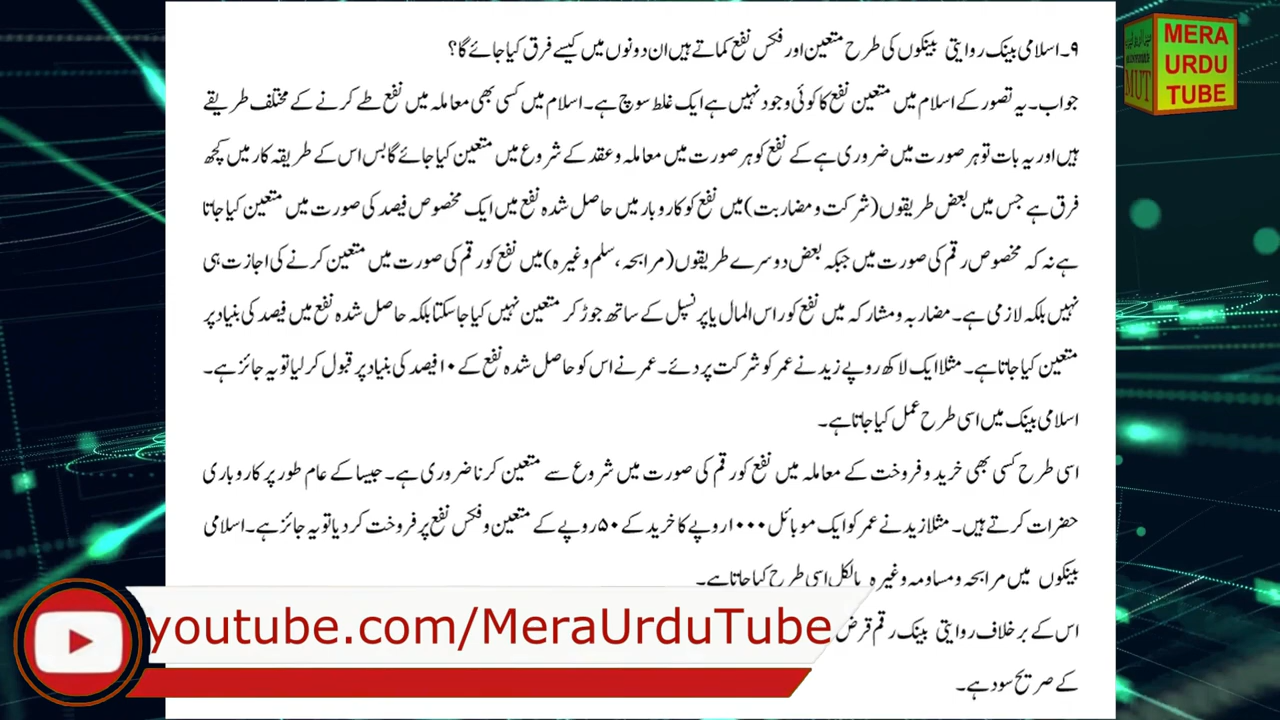 ۹۔ اسلامی بینک روایتی بینکوں کی طرح متعین اور فکس نفع کماتے ہیں ان دونوں میں کیسے فرق کیا جائے گا؟
جواب۔ یہ تصور کے اسلام میں متعین نفع کا کوئی وجود نہیں ہے ایک غلط سوچ ہے۔ اسلام میں کسی بھی معاملہ میں نفع طے کرنے کے مختلف طریقے
ہیں اور یہ بات تو ہر صورت میں ضروری ہے کے نفع کو ہر صورت میں معاملہ و عقد کے شروع میں متعین کیا جائے گا بس اس کے طریقہ کار میں کچھ
فرق ہے جس میں بعض طریقوں (شرکت و مضاربت) میں نفع کو کاروبار میں حاصل شدہ نفع میں ایک مخصوص فیصد کی صورت میں متعین کیا جاتا
ہے نہ کہ مخصوص رقم کی صورت میں جبکہ بعض دوسرے طریقوں (مرابحہ، سلم وغیرہ) میں نفع کو رقم کی صورت میں متعین کرنے کی اجازت ہی
نہیں بلکہ لازمی ہے۔ مضاربہ و مشارکہ میں نفع کو راس المال یا پرنسپل کے ساتھ جوڑ کر متعین نہیں کیا جا سکتا بلکہ حاصل شدہ نفع میں فیصد کی بنیاد پر
متعین کیا جاتا ہے۔ مثلا ایک لاکھ روپے زید نے عمر کو شرکت پر دئے۔ عمر نے اس کو حاصل شدہ نفع کے ۱۰ فیصد کی بنیاد پر قبول کر لیا تو یہ جائز ہے۔
اسلامی بینک میں اسی طرح عمل کیا جاتا ہے۔
اسی طرح کسی بھی خرید و فروخت کے معاملہ میں نفع کو رقم کی صورت میں شروع سے متعین کرنا ضروری ہے۔ جیسا کے عام طور پر کاروباری
حضرات کرتے ہیں۔ مثلا زید نے عمر کو ایک موبائل ۱۰۰۰ روپے کا خرید کے ۵۰ روپے کے متعین و فکس نفع پر فروخت کر دیا تو یہ جائز ہے۔ اسلامی
بینکوں میں مرابحہ و مساومہ وغیرہ بالکل اسی طرح کیا جاتا ہے۔
اس کے برخلاف روایتی بینک رقم قرض
کے صریح سود ہے۔
MERA
URDU
TUBE
MUT
youtube.com/MeraUrduTube